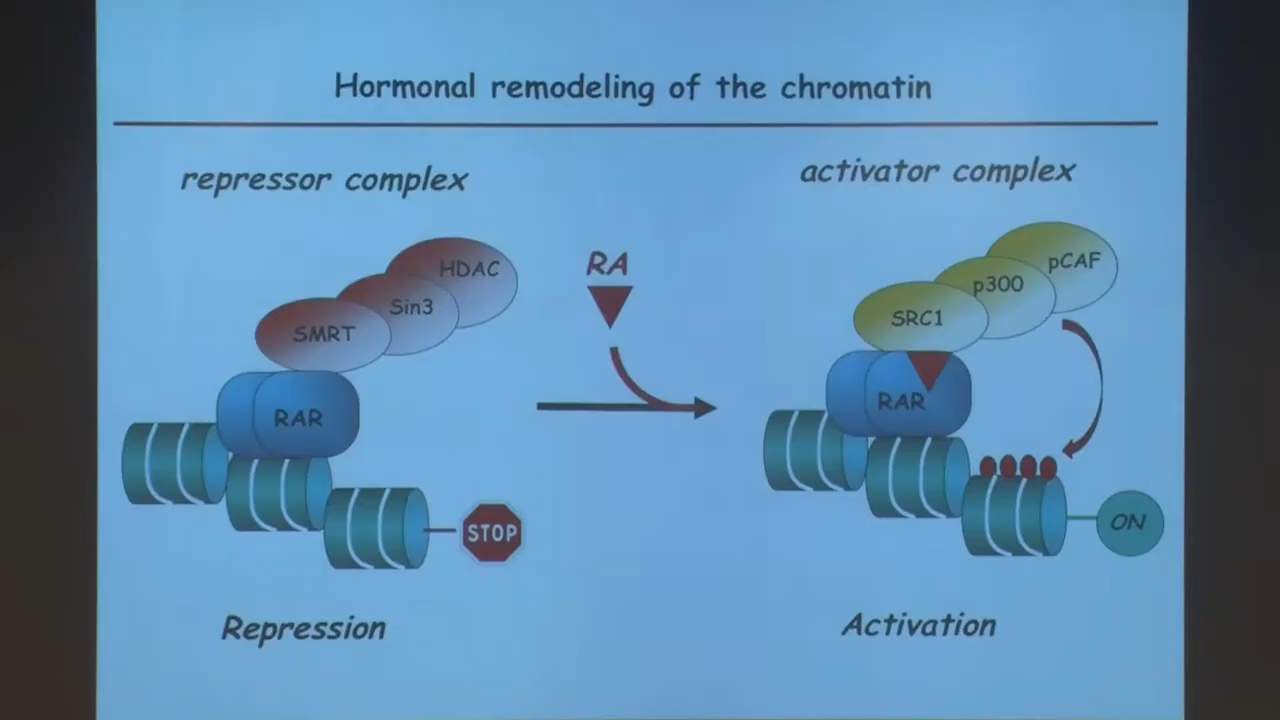 Hormonal remodeling of the chromatin
repressor complex
HDAC
Sin3
SMRT
RAR
STOP
Repression
RA
activator complex
pCAF
p300
SRC1
RAR
ON
Activation